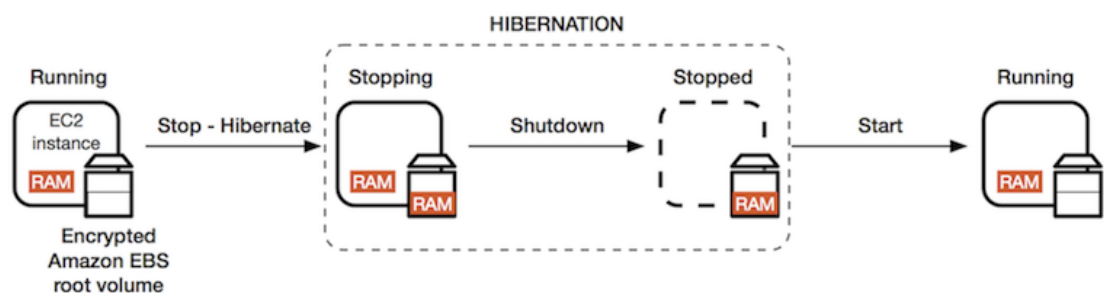 HIBERNATION
Running
Stopping
Stopped
Running
EC2
instance
Stop - Hibernate
Shutdown
Start
RAM
RAM
RAM
RAM
RAM
Encrypted
Amazon EBS
root volume